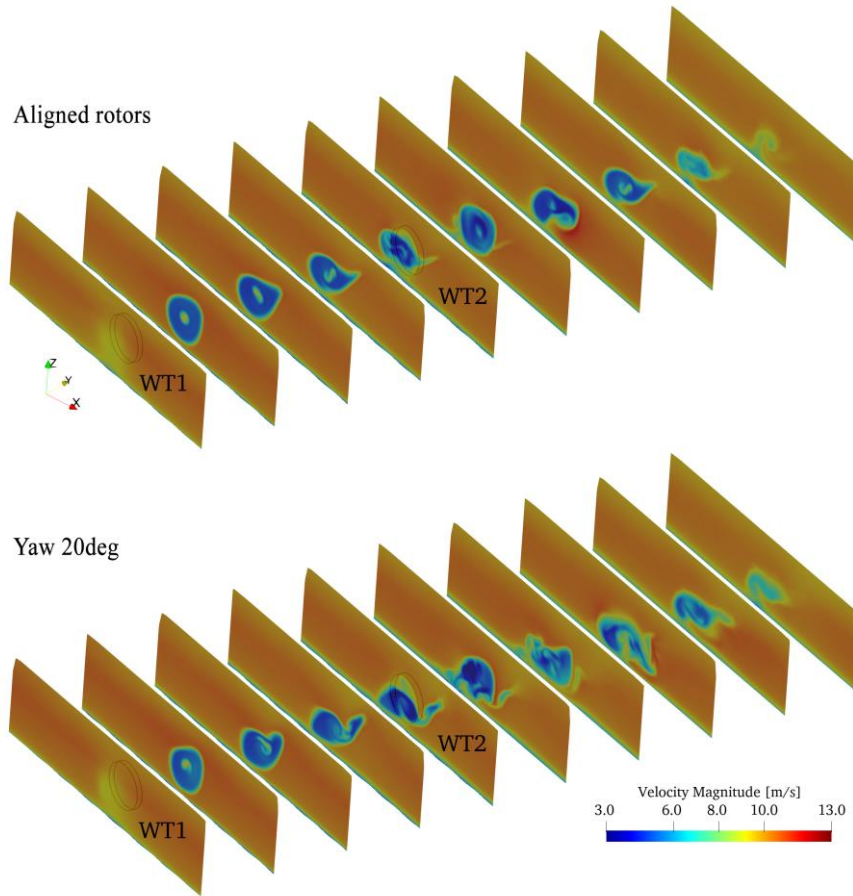 Aligned rotors
WT2
WT1
Z
Y
X
Yaw 20deg
WT2
WT1
Velocity Magnitude [m/s]
3.0 6.0 8.0 10.0 13.0